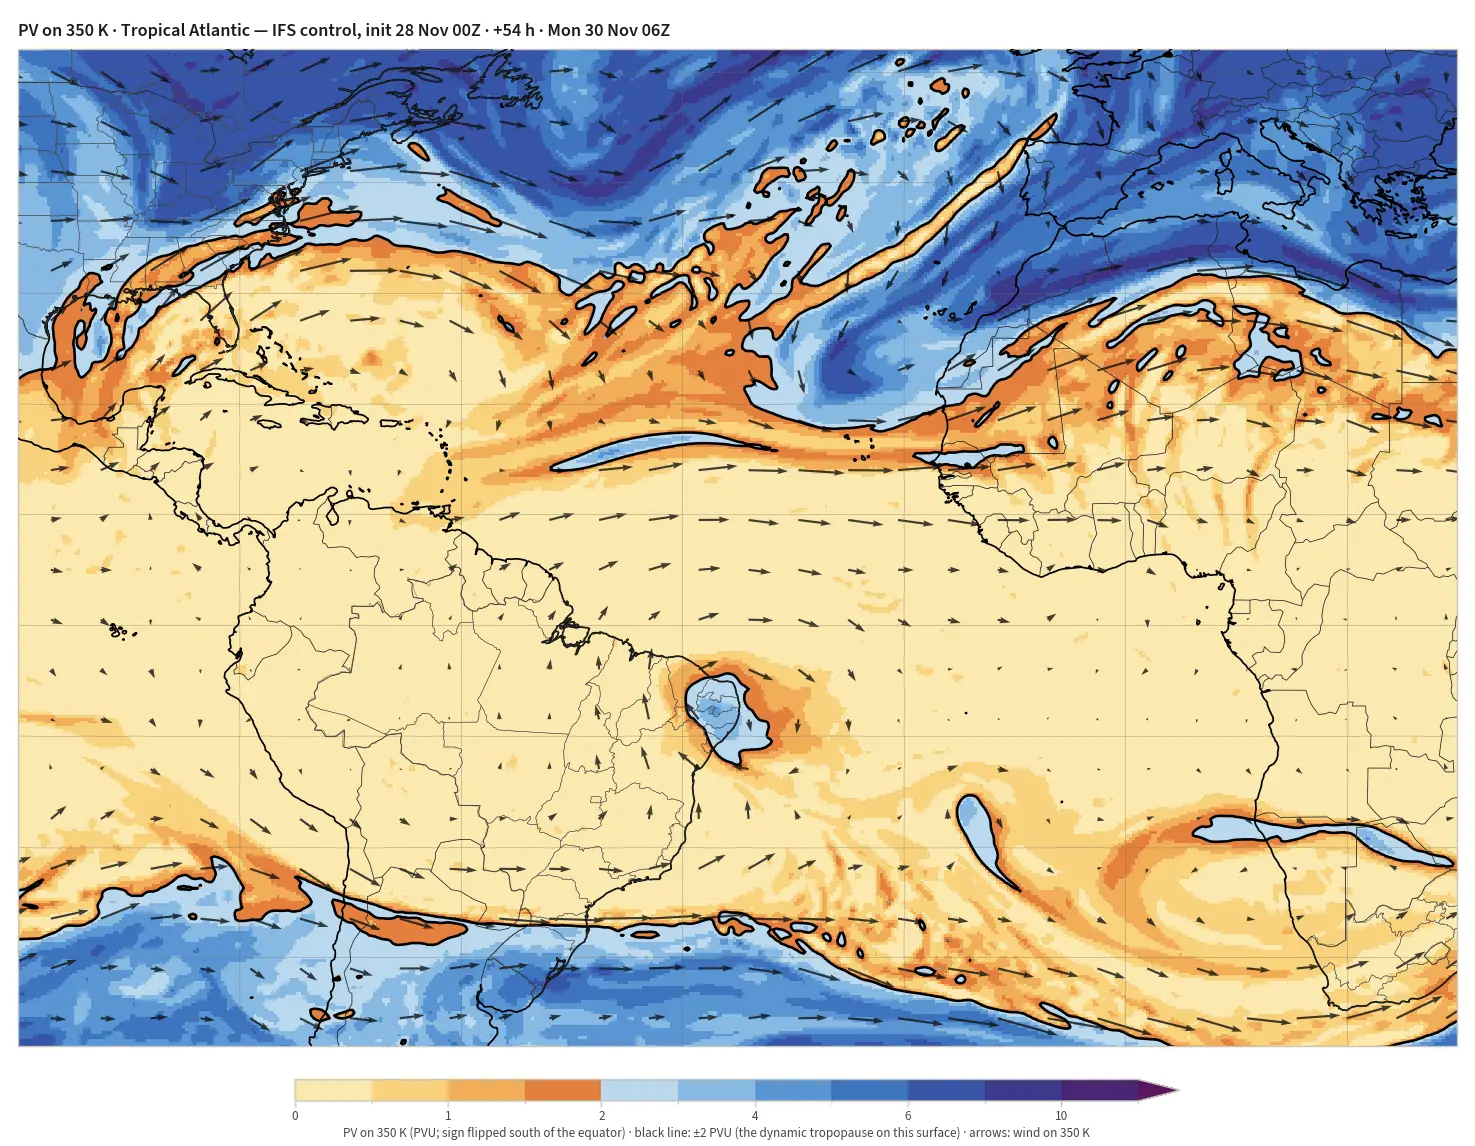 PV on 350 K · Tropical Atlantic — IFS control, init 28 Nov 00Z · +54 h · Mon 30 Nov 06Z
0 1 2 4 6 10
PV on 350 K (PVU; sign flipped south of the equator) · black line: ±2 PVU (the dynamic tropopause on this surface) · arrows: wind on 350 K